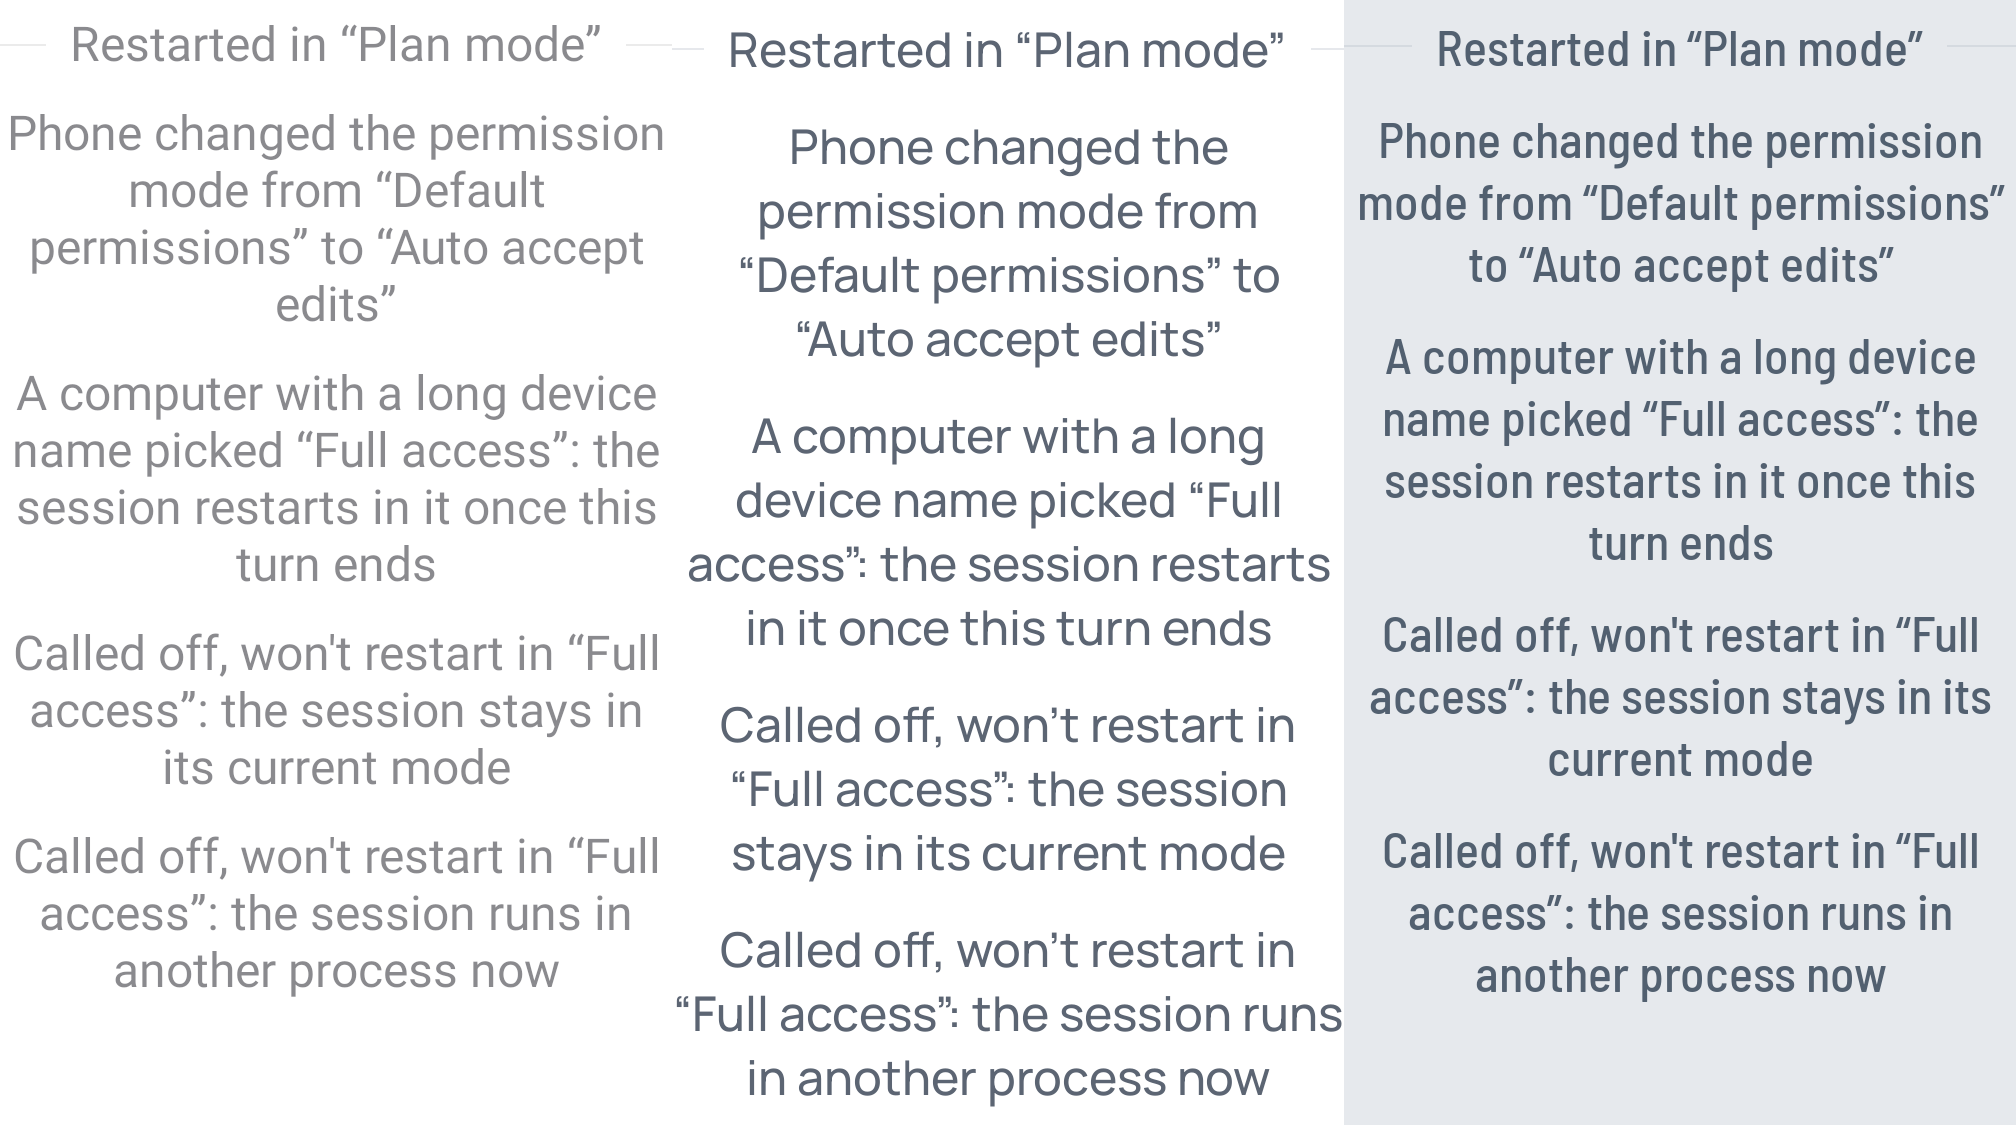 Restarted in “Plan mode”
Phone changed the permission
mode from “Default
permissions” to “Auto accept
edits”
A computer with a long device
name picked “Full access”: the
session restarts in it once this
turn ends
Called off, won't restart in “Full
access”: the session stays in
its current mode
Called off, won't restart in “Full
access”: the session runs in
another process now
Restarted in “Plan mode”
Phone changed the
permission mode from
“Default permissions” to
“Auto accept edits”
A computer with a long
device name picked “Full
access”: the session restarts
in it once this turn ends
Called off, won't restart in
“Full access”: the session
stays in its current mode
Called off, won't restart in
“Full access”: the session runs
in another process now
Restarted in “Plan mode”
Phone changed the permission
mode from “Default permissions”
to “Auto accept edits”
A computer with a long device
name picked “Full access”: the
session restarts in it once this
turn ends
Called off, won't restart in “Full
access”: the session stays in its
current mode
Called off, won't restart in “Full
access”: the session runs in
another process now